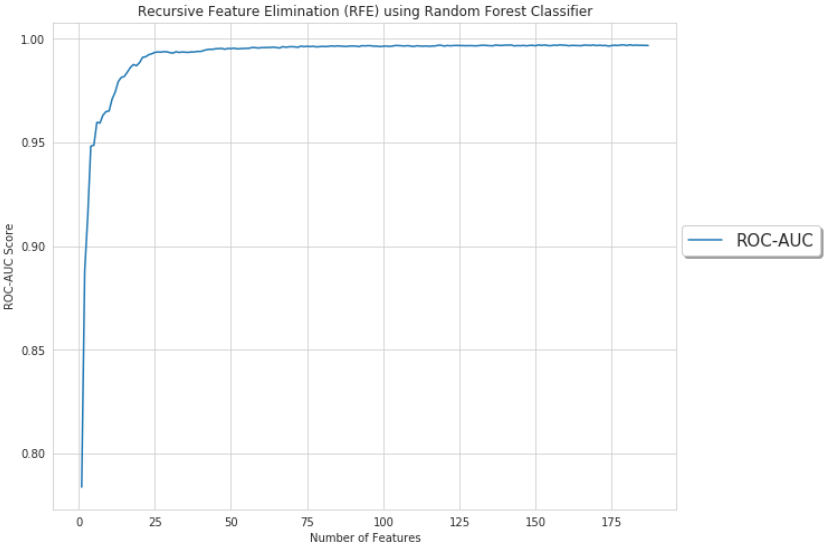 Recursive Feature Elimination (RFE) using Random Forest Classifier
1.00
0.95
0.90
0.85
0.80
ROC-AUC Score
0 25 50 75 100 125 150 175
Number of Features
ROC-AUC